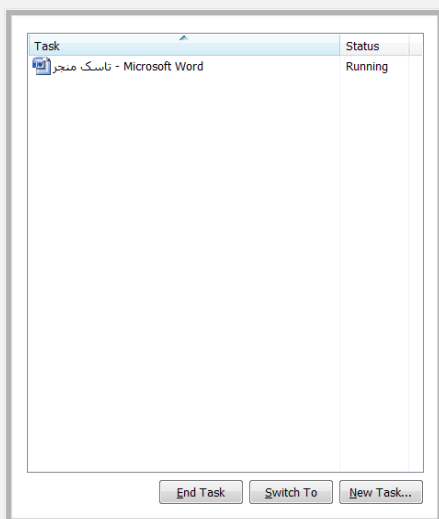 Task Status
تاسک منجر - Microsoft Word Running
End Task Switch To New Task...